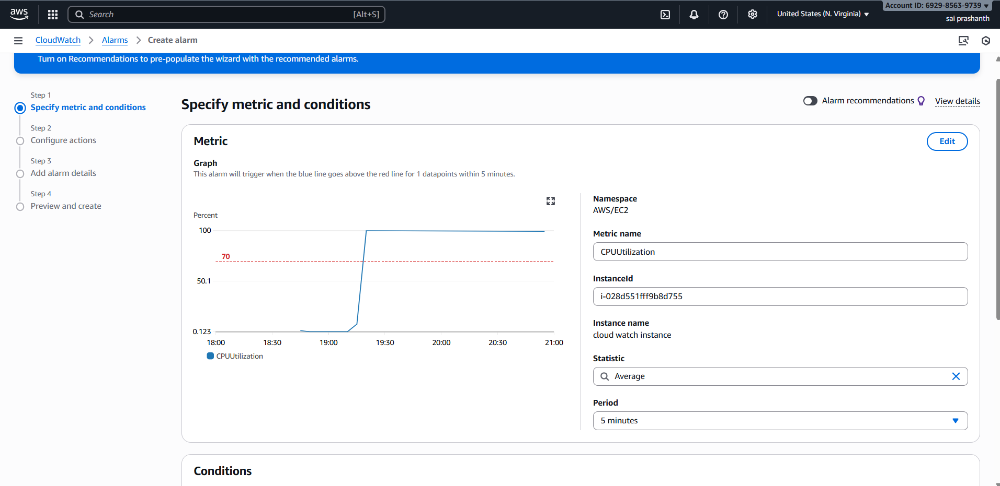 aws
Search
[Alt+S]
United States (N. Virginia)
Account ID: 6929-8563-9739
sai prashanth
CloudWatch
Alarms
Create alarm
Turn on Recommendations to pre-populate the wizard with the recommended alarms.
Step 1
Specify metric and conditions
Step 2
Configure actions
Step 3
Add alarm details
Step 4
Preview and create
Specify metric and conditions
Alarm recommendations
View details
Metric
Edit
Graph
This alarm will trigger when the blue line goes above the red line for 1 datapoints within 5 minutes.
Percent
100
70
50.1
0.123
18:00 18:30 19:00 19:30 20:00 20:30 21:00
CPUUtilization
Namespace
AWS/EC2
Metric name
CPUUtilization
InstanceId
i-028d551fff9b8d755
Instance name
cloud watch instance
Statistic
Average
Period
5 minutes
Conditions